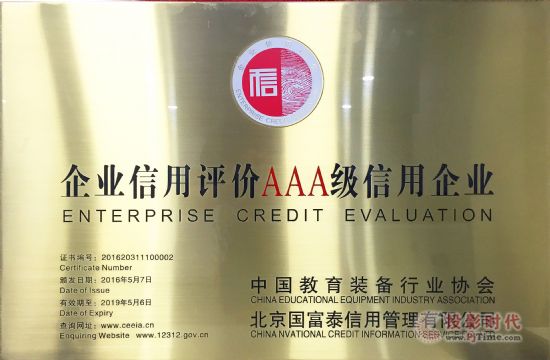 信
ENTERPRISE CREDIT
企业信用评价AAA级信用企业
ENTERPRISE CREDIT EVALUATION
证书编号：201620311100002
Certificate Number
颁发日期：2016年5月7日
Date of Issue
有效期至：2019年5月6日
Date of Expiry
查询网址：www.ceeia.cn
Enquiring Website www.12312.gov.cn
中国教育装备行业协会
CHINA EDUCATIONAL EQUIPMENT INDUSTRY ASSOCIATION
北京国富泰信用管理有限公司
CHINA NVATIONAL CREDIT INFORMATION SERVICE
投影时代
www.PjTime.com